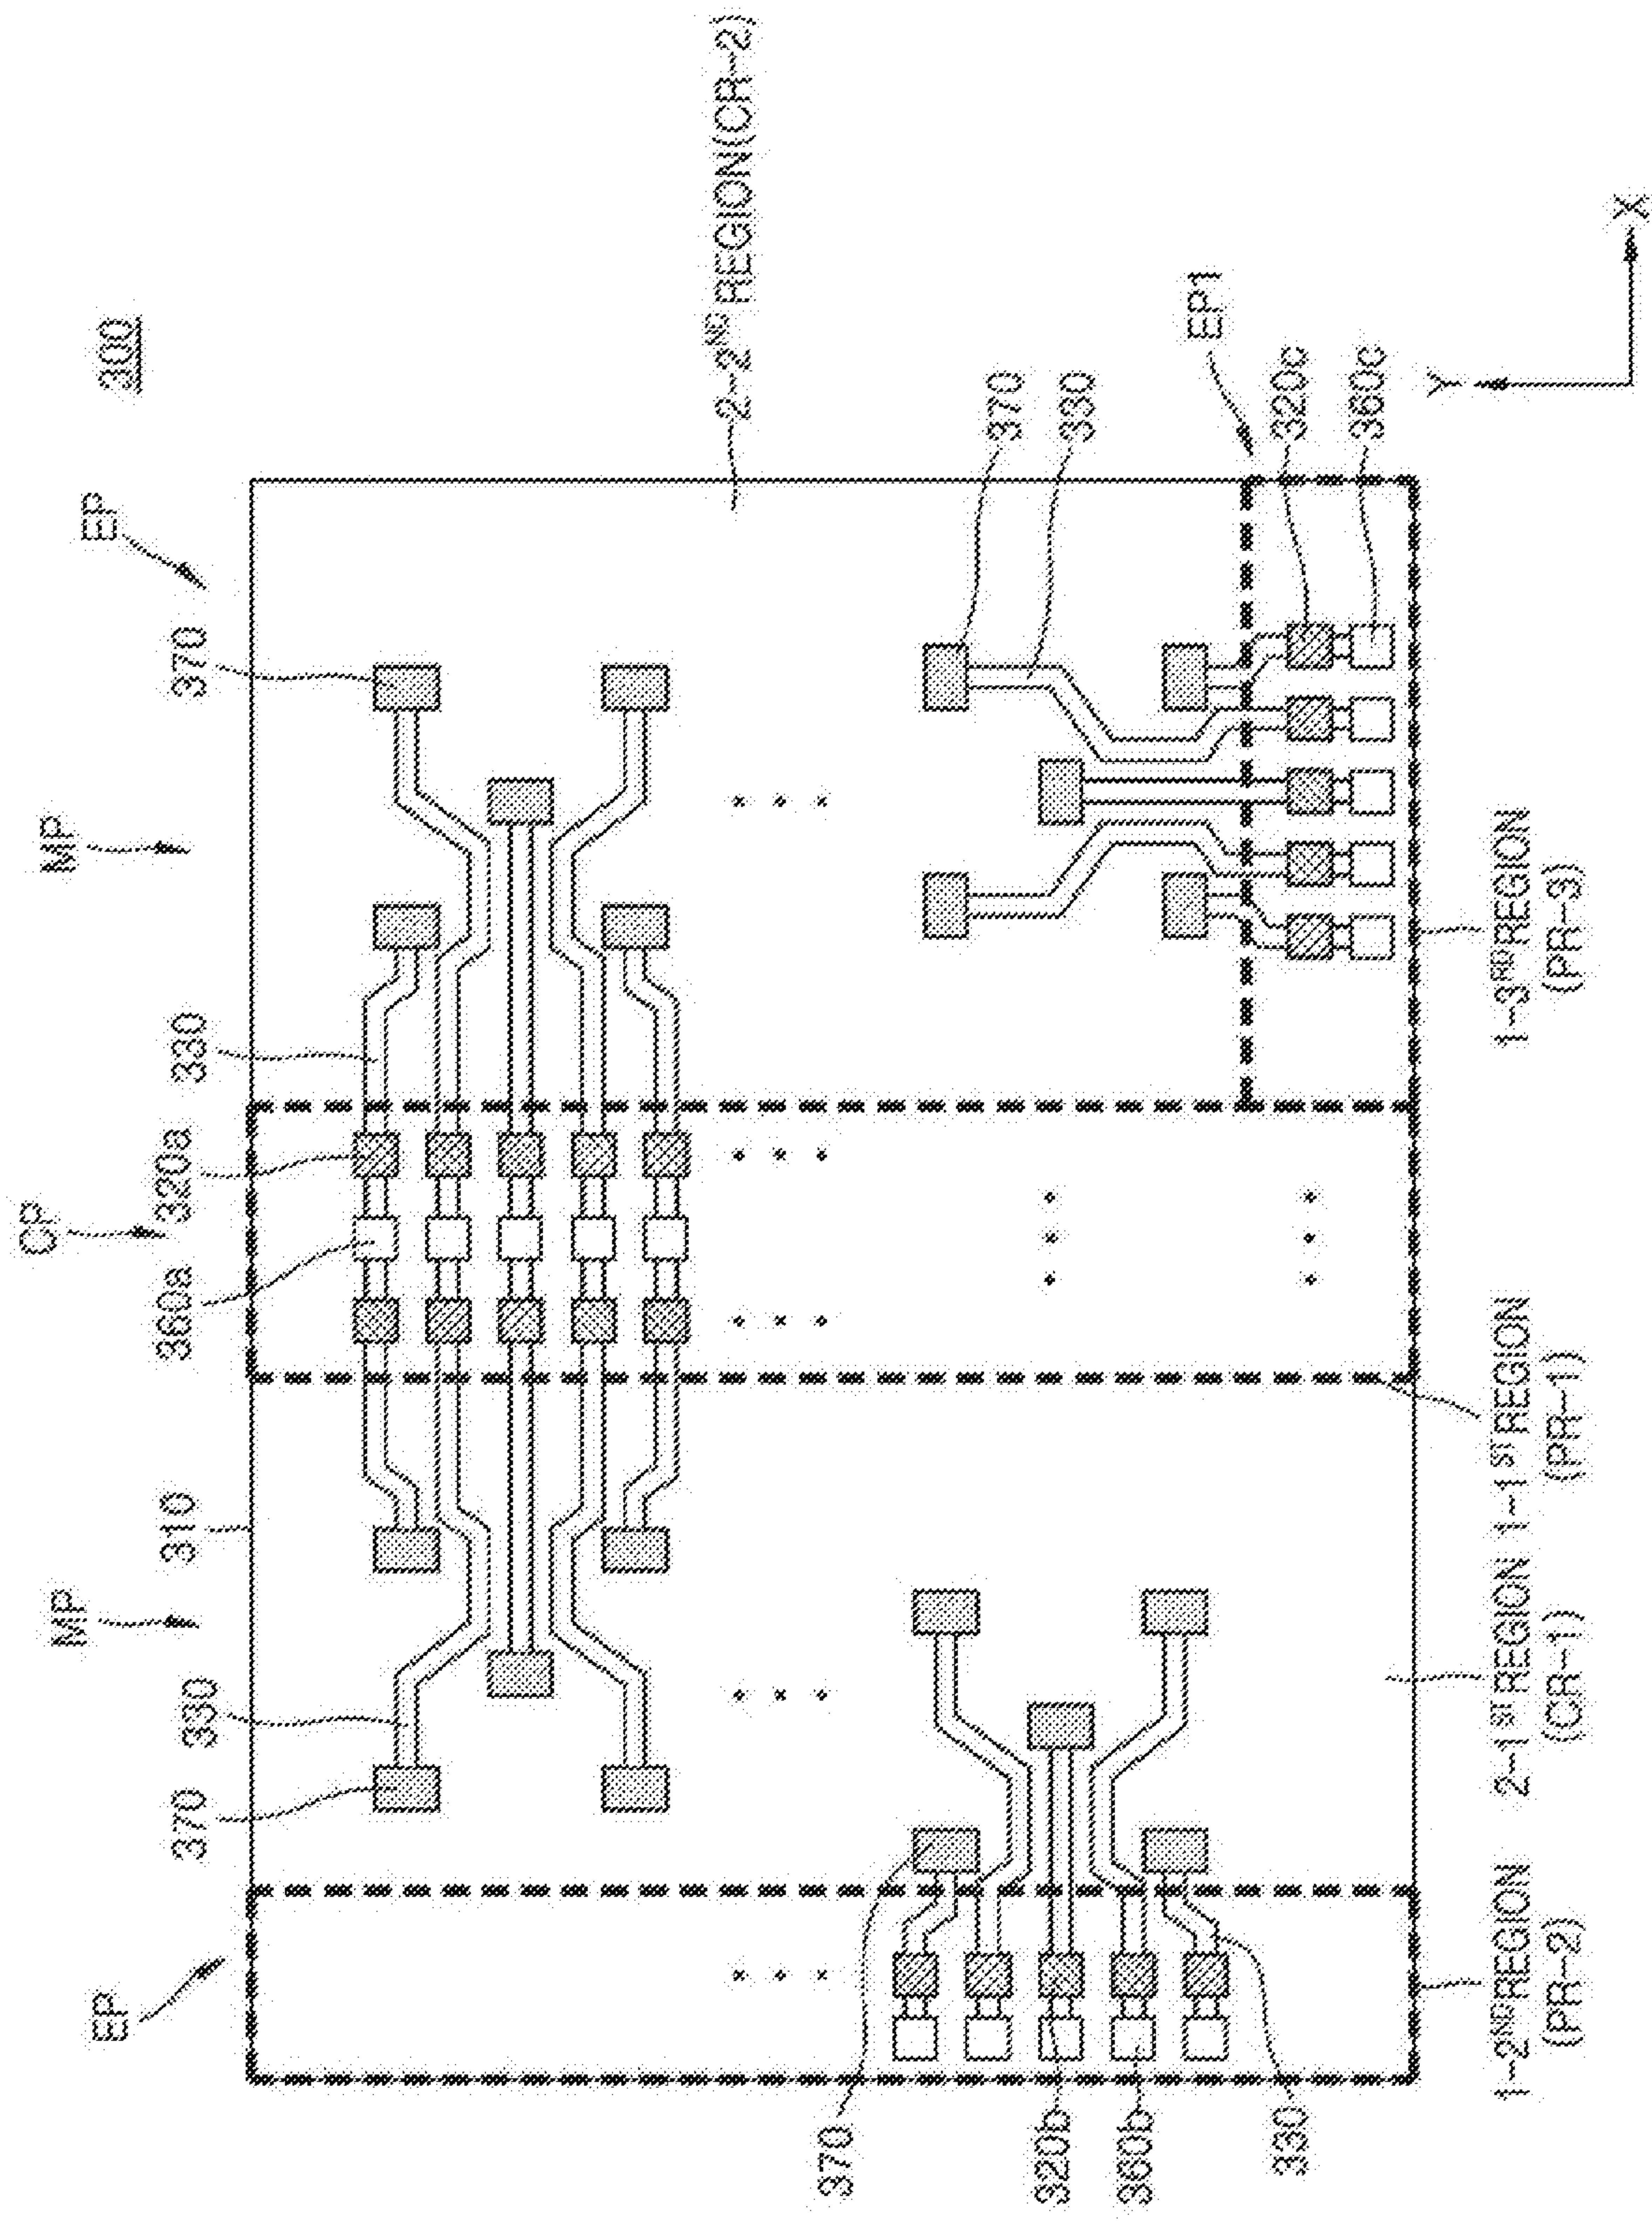 300
EP
MP
CP
MP
EP
370
330
310
360a
320a
330
370
2-2ND REGION(CR-2)
370
320b
360b
330
370
330
EP1
320c
360c
Y
X
1-2ND REGION
(PR-2)
2-1ST REGION
(CR-1)
1-1ST REGION
(PR-1)
1-3RD REGION
(PR-3)